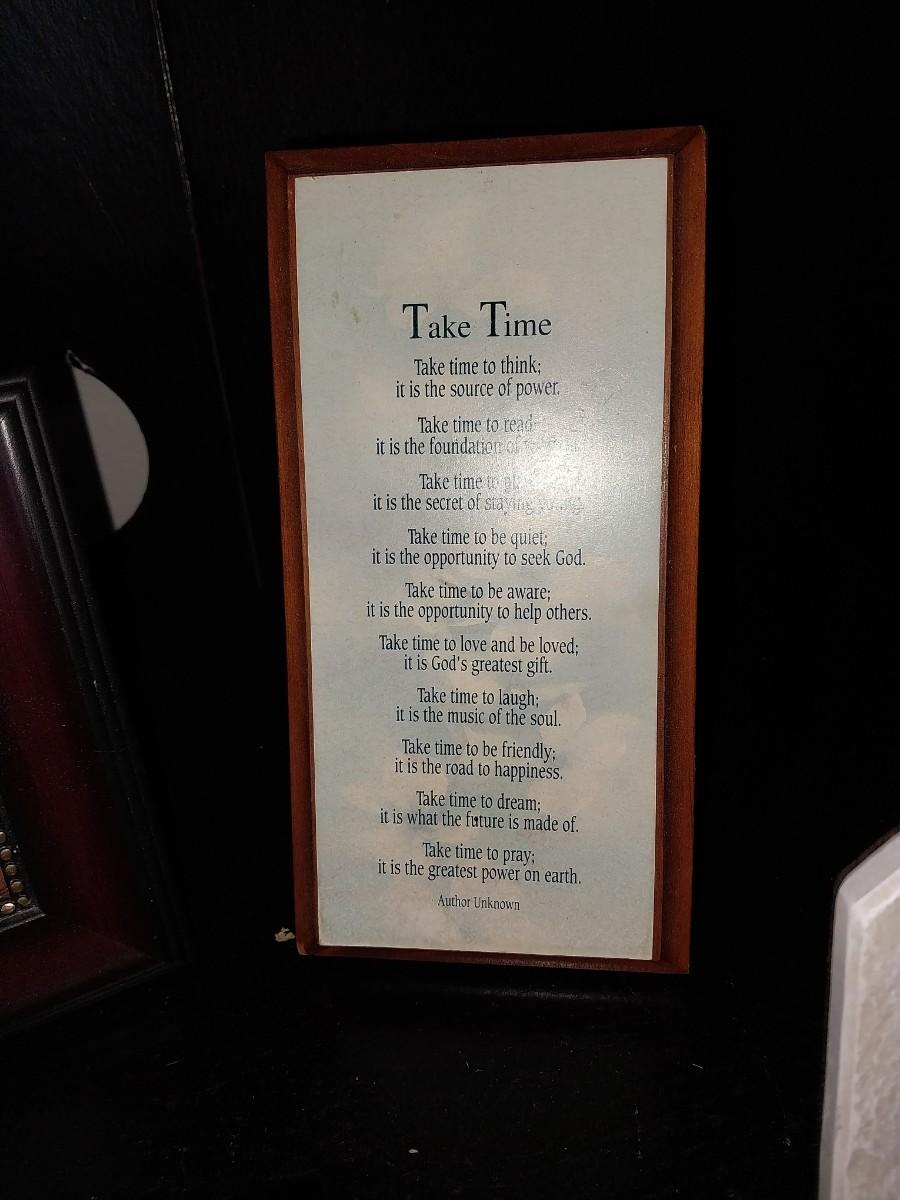 Take Time
Take time to think;
it is the source of power.
Take time to read
it is the foundation of
Take time to
it is the secret of staying
Take time to be quiet;
it is the opportunity to seek God.
Take time to be aware;
it is the opportunity to help others.
Take time to love and be loved;
it is God's greatest gift.
Take time to laugh;
it is the music of the soul.
Take time to be friendly;
it is the road to happiness.
Take time to dream;
it is what the future is made of.
Take time to pray;
it is the greatest power on earth.
Author Unknown